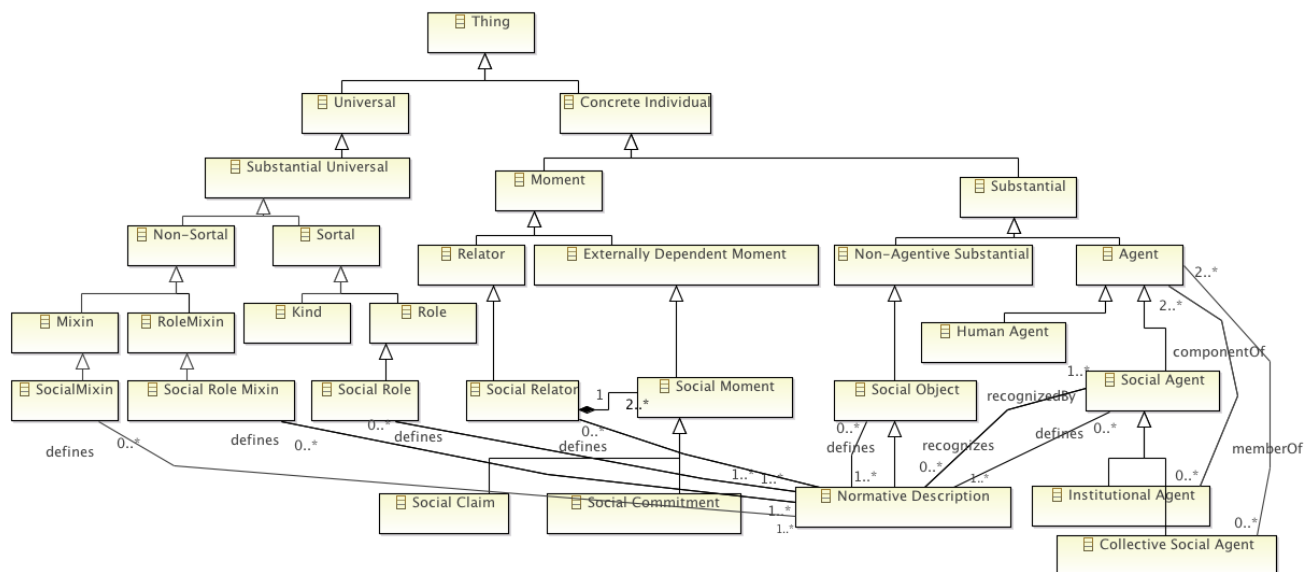 Thing
Universal
Concrete Individual
Substantial Universal
Moment
Substantial
Non-Sortal
Sortal
Relator
Externally Dependent Moment
Non-Agentive Substantial
Agent
2..*
2..*
Mixin
RoleMixin
Kind
Role
Human Agent
componentOf
1..*
SocialMixin
Social Role Mixin
Social Role
Social Relator
1
2..*
Social Moment
Social Object
recognizedBy
Social Agent
0..*
defines
0..*
defines
0..*
defines
0..*
defines
0..*
defines
recognizes
defines
0..*
memberOf
0..*
1..*
1..*
1..*
1..*
0..*
Social Claim
Social Commitment
Normative Description
Institutional Agent
1..*
1..*
0..*
Collective Social Agent